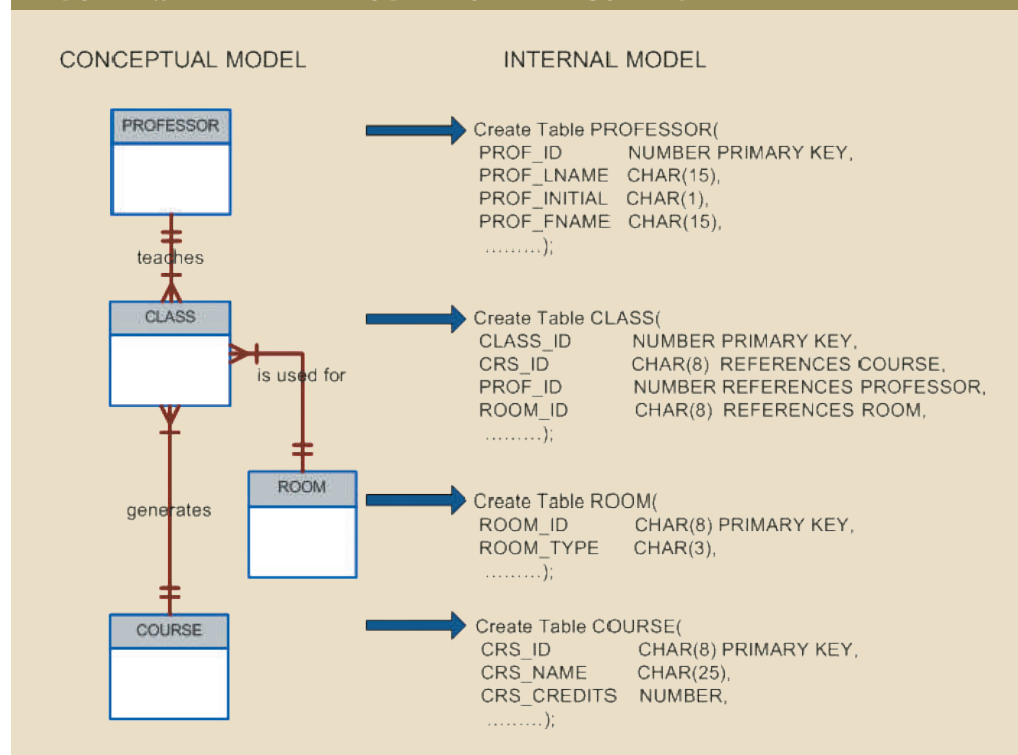 CONCEPTUAL MODEL
INTERNAL MODEL
PROFESSOR
teaches
CLASS
is used for
ROOM
generates
COURSE
Create Table PROFESSOR(
PROF_ID NUMBER PRIMARY KEY,
PROF_LNAME CHAR(15),
PROF_INITIAL CHAR(1),
PROF_FNAME CHAR(15),
.........);
Create Table CLASS(
CLASS_ID NUMBER PRIMARY KEY,
CRS_ID CHAR(8) REFERENCES COURSE,
PROF_ID NUMBER REFERENCES PROFESSOR,
ROOM_ID CHAR(8) REFERENCES ROOM,
.........);
Create Table ROOM(
ROOM_ID CHAR(8) PRIMARY KEY,
ROOM_TYPE CHAR(3),
.........);
Create Table COURSE(
CRS_ID CHAR(8) PRIMARY KEY,
CRS_NAME CHAR(25),
CRS_CREDITS NUMBER,
.........);